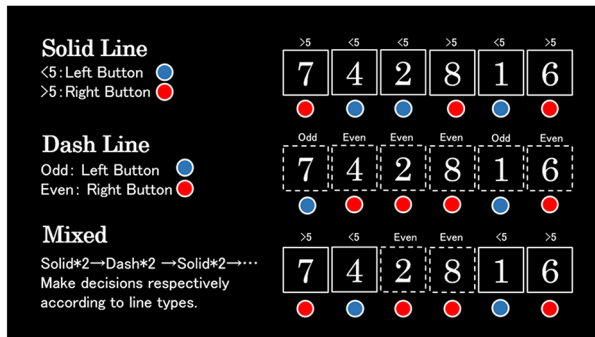 Solid Line
<5:Left Button
>5:Right Button
>5 <5 <5 >5 <5 >5
7 4 2 8 1 6
Dash Line
Odd: Left Button
Even: Right Button
Odd Even Even Even Odd Even
7 4 2 8 1 6
Mixed
Solid*2→Dash*2 →Solid*2→⋯
Make decisions respectively
according to line types.
>5 <5 Even Even <5 >5
7 4 2 8 1 6